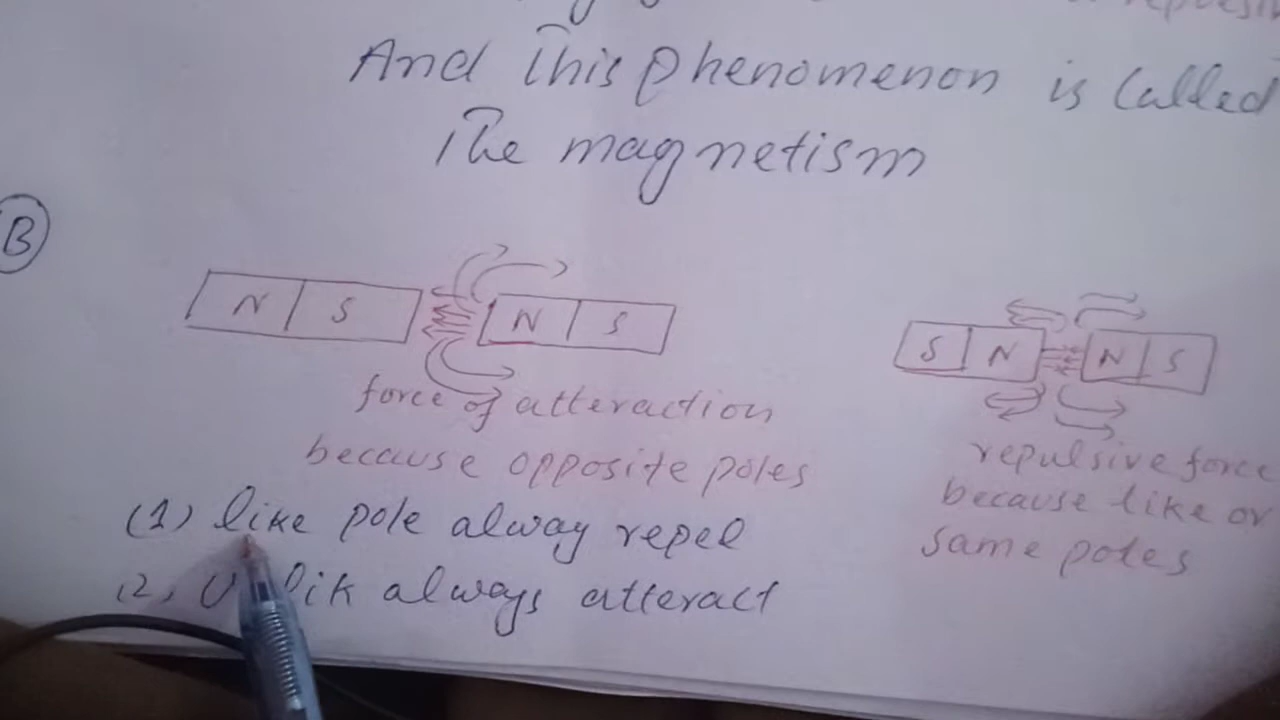 And This phenomenon is Called
The magnetism
B
N S N S
S N N S
force of atteraction
because opposite poles
repulsive force
because like or
same poles
(1) like pole alway repel
(2) always atteract